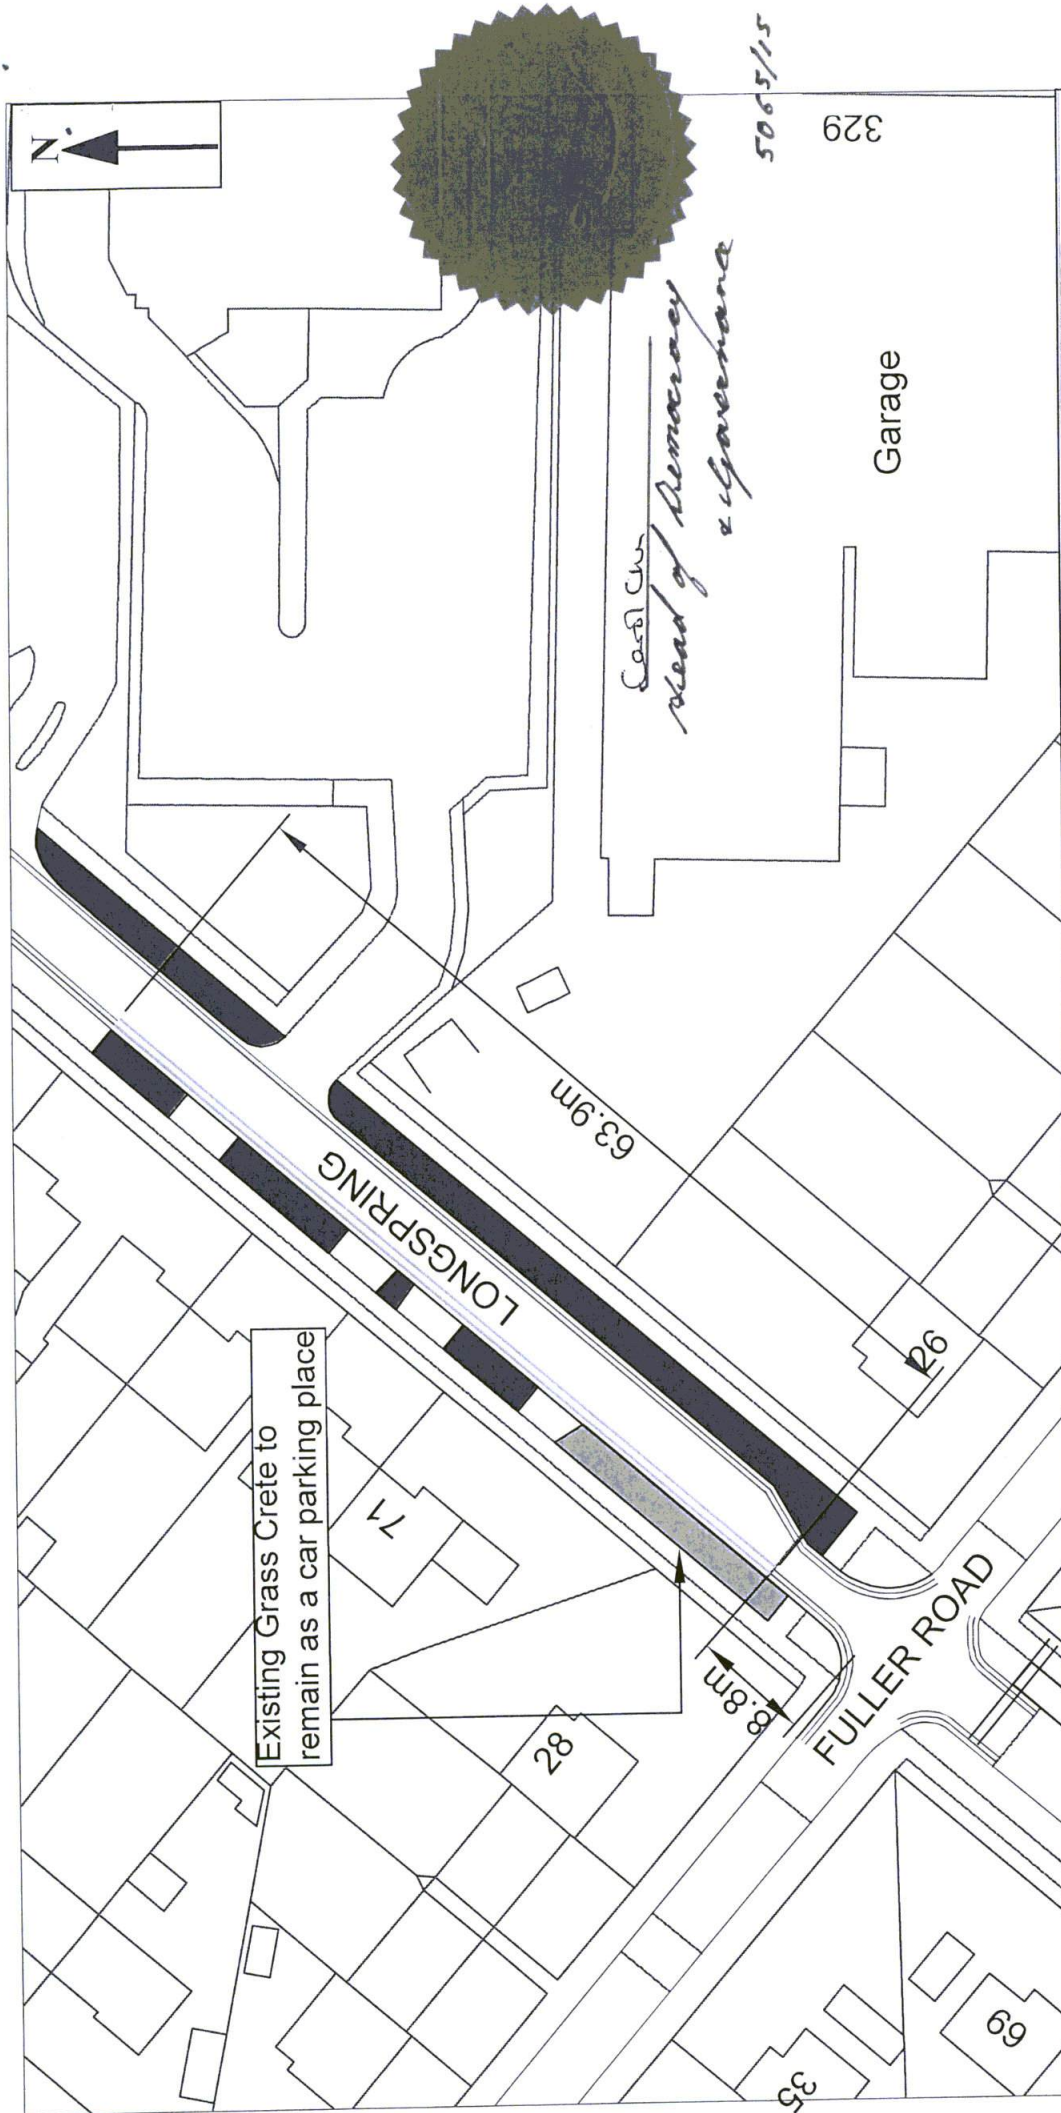 N
5065/15
329
Head of Democracy
& Governance
Garage
63.9m
LONGSPRING
26
Existing Grass Crete to
remain as a car parking place
71
28
8.8m
FULLER ROAD
35
69